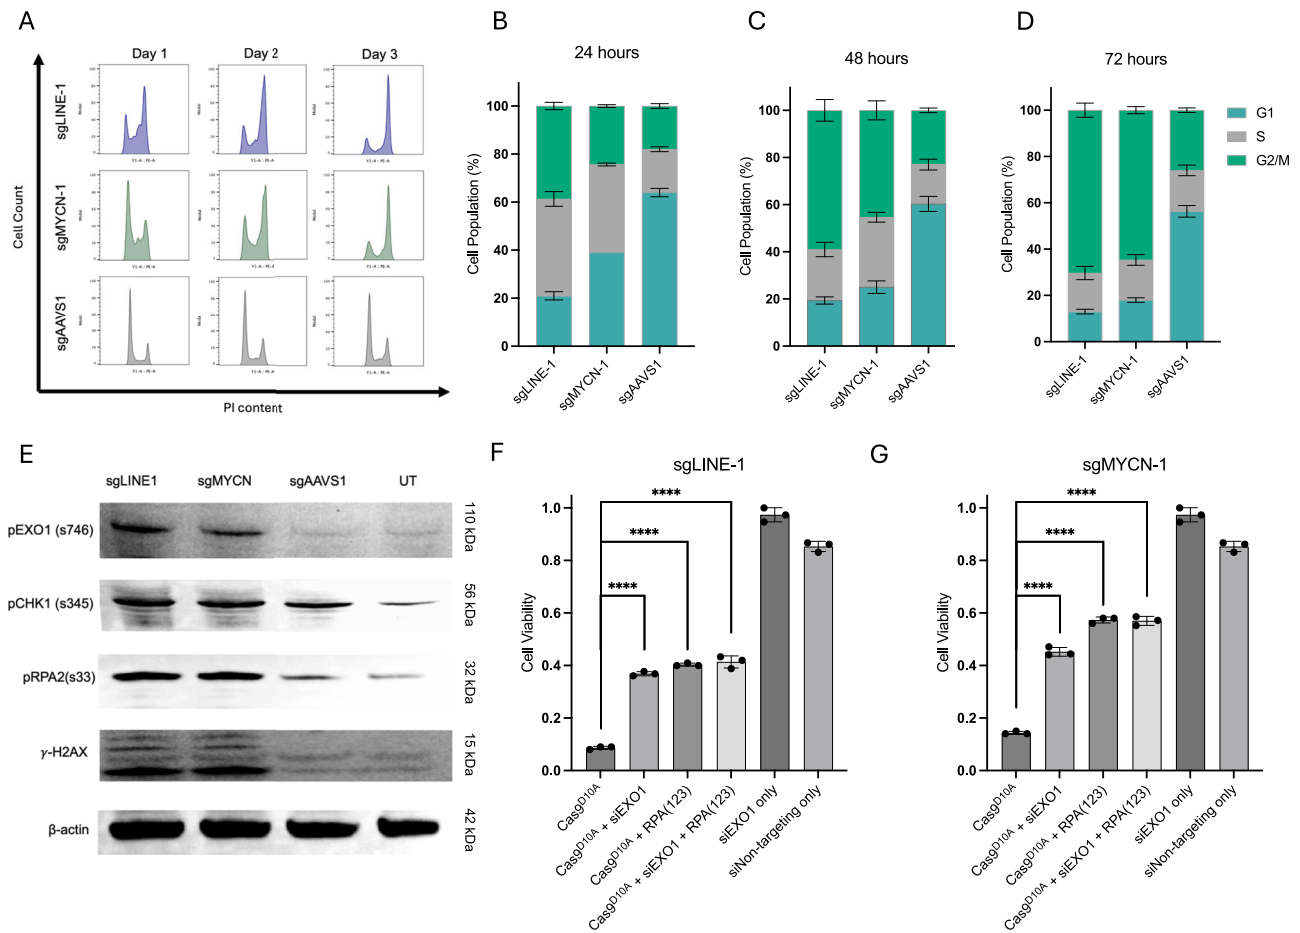 A
Day 1
Day 2
Day 3
sgLINE-1
sgMYCN-1
sgAAVS1
Cell Count
PI content
B
24 hours
Cell Population (%)
100
80
60
40
20
0
sgLINE-1
sgMYCN-1
sgAAVS1
C
48 hours
Cell Population (%)
100
80
60
40
20
0
sgLINE-1
sgMYCN-1
sgAAVS1
D
72 hours
Cell Population (%)
100
80
60
40
20
0
sgLINE-1
sgMYCN-1
sgAAVS1
G1
S
G2/M
E
sgLINE1 sgMYCN sgAAVS1 UT
pEXO1 (s746) 110 kDa
pCHK1 (s345) 56 kDa
pRPA2(s33) 32 kDa
γ-H2AX 15 kDa
β-actin 42 kDa
F
sgLINE-1
Cell Viability
1.0
0.8
0.6
0.4
0.2
0.0
****
****
****
Cas9D10A
Cas9D10A + siEXO1
Cas9D10A + RPA(123)
Cas9D10A + siEXO1 + RPA(123)
siEXO1 only
siNon-targeting only
G
sgMYCN-1
Cell Viability
1.0
0.8
0.6
0.4
0.2
0.0
****
****
****
Cas9D10A
Cas9D10A + siEXO1
Cas9D10A + RPA(123)
Cas9D10A + siEXO1 + RPA(123)
siEXO1 only
siNon-targeting only